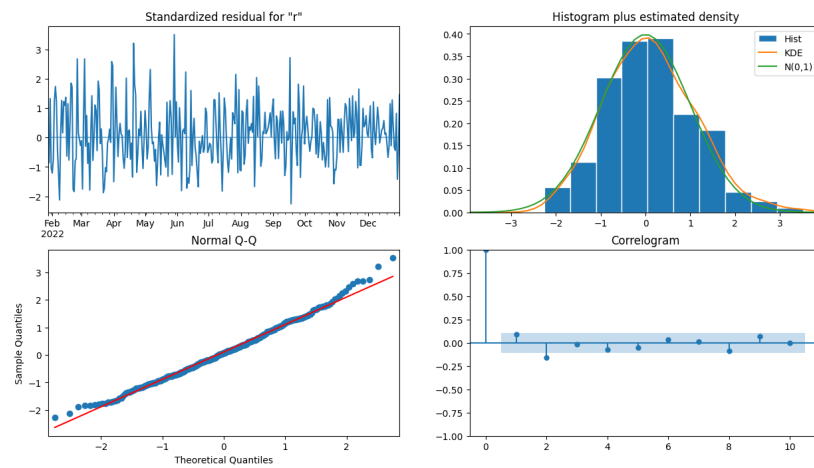 Standardized residual for "r"
3
2
1
0
−1
−2
Feb Mar Apr May Jun Jul Aug Sep Oct Nov Dec
2022
Histogram plus estimated density
0.40
0.35
0.30
0.25
0.20
0.15
0.10
0.05
0.00
Hist
KDE
N(0,1)
−3 −2 −1 0 1 2 3
Normal Q-Q
Sample Quantiles
3
2
1
0
−1
−2
−2 −1 0 1 2
Theoretical Quantiles
Correlogram
1.00
0.75
0.50
0.25
0.00
−0.25
−0.50
−0.75
−1.00
0 2 4 6 8 10